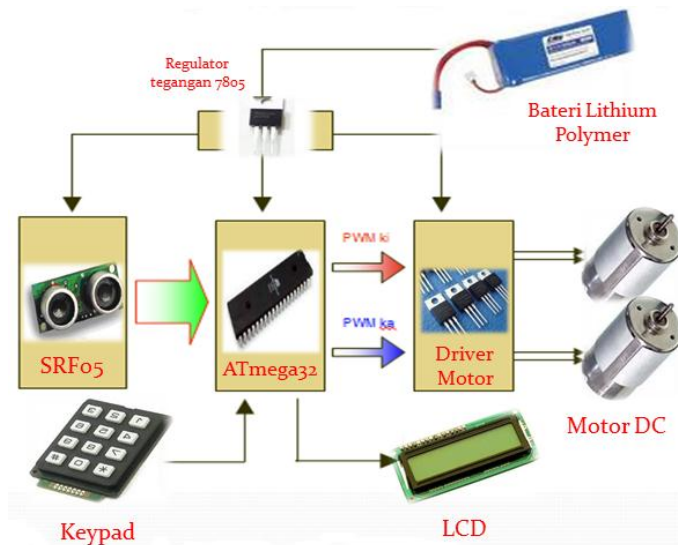 Regulator
tegangan 7805
Bateri Lithium
Polymer
PWM ki
PWM ka
SRF05
ATmega32
Driver
Motor
Motor DC
Keypad
LCD